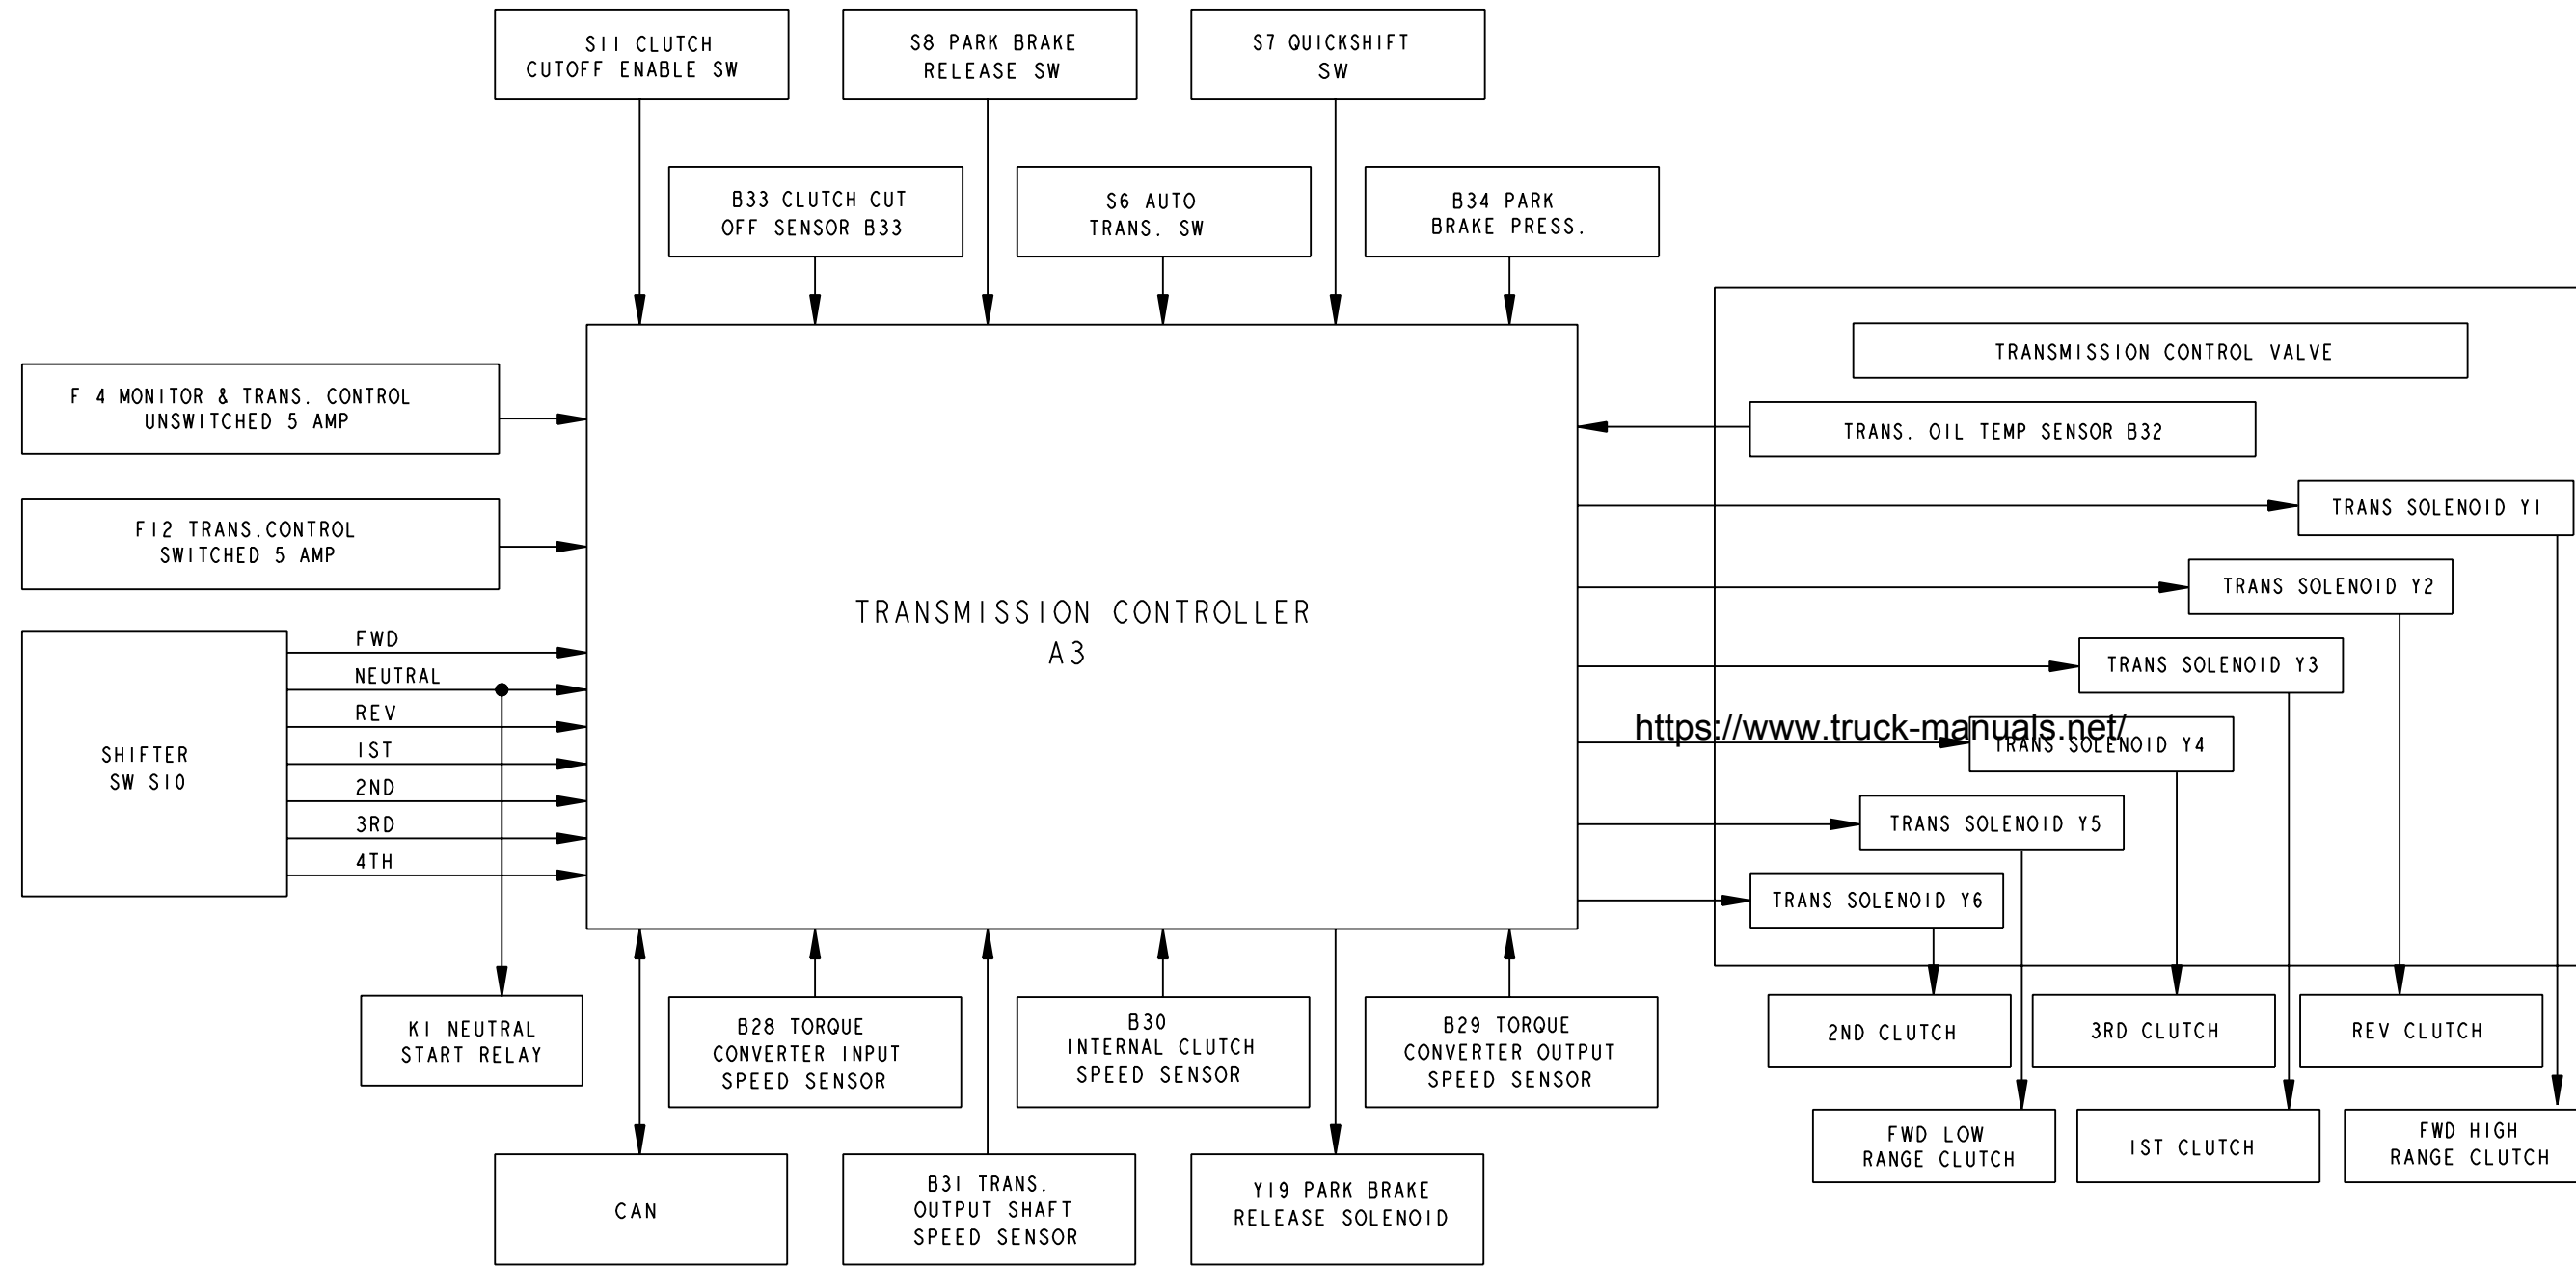 S11 CLUTCH
CUTOFF ENABLE SW
S8 PARK BRAKE
RELEASE SW
S7 QUICKSHIFT
SW
B33 CLUTCH CUT
OFF SENSOR B33
S6 AUTO
TRANS. SW
B34 PARK
BRAKE PRESS.
F 4 MONITOR & TRANS. CONTROL
UNSWITCHED 5 AMP
F12 TRANS.CONTROL
SWITCHED 5 AMP
SHIFTER
SW S10
FWD
NEUTRAL
REV
1ST
2ND
3RD
4TH
TRANSMISSION CONTROLLER
A3
TRANSMISSION CONTROL VALVE
TRANS. OIL TEMP SENSOR B32
TRANS SOLENOID Y1
TRANS SOLENOID Y2
TRANS SOLENOID Y3
https://www.truck-manuals.net/
TRANS SOLENOID Y4
TRANS SOLENOID Y5
TRANS SOLENOID Y6
K1 NEUTRAL
START RELAY
B28 TORQUE
CONVERTER INPUT
SPEED SENSOR
B30
INTERNAL CLUTCH
SPEED SENSOR
B29 TORQUE
CONVERTER OUTPUT
SPEED SENSOR
2ND CLUTCH
3RD CLUTCH
REV CLUTCH
FWD LOW
RANGE CLUTCH
1ST CLUTCH
FWD HIGH
RANGE CLUTCH
CAN
B31 TRANS.
OUTPUT SHAFT
SPEED SENSOR
Y19 PARK BRAKE
RELEASE SOLENOID